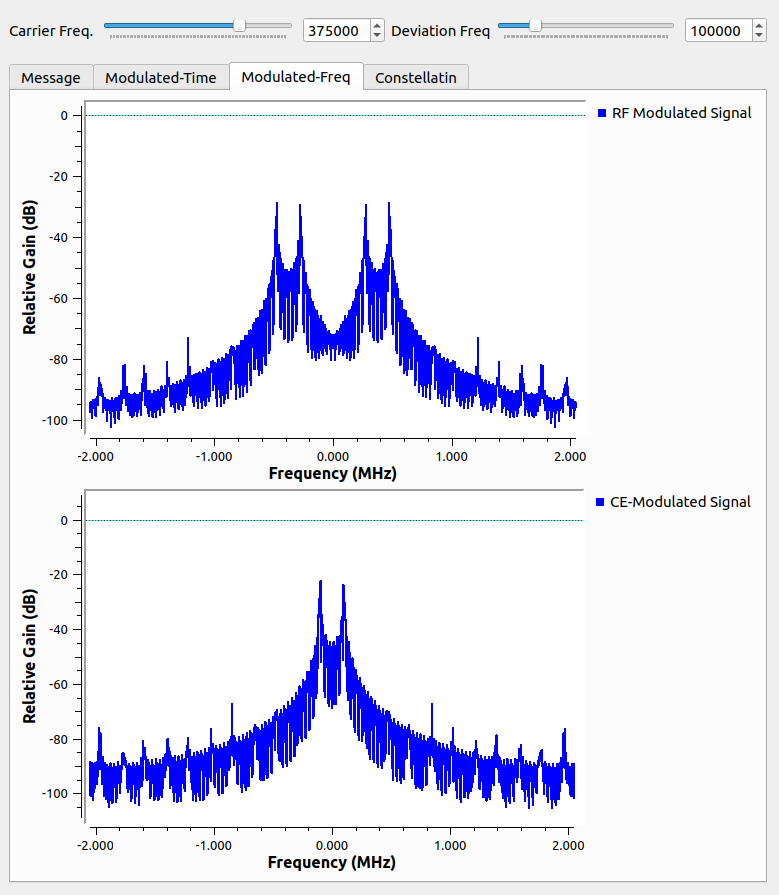 Carrier Freq. 375000 Deviation Freq 100000
Message Modulated-Time Modulated-Freq Constellatin
RF Modulated Signal
Relative Gain (dB)
0
-20
-40
-60
-80
-100
-2.000 -1.000 0.000 1.000 2.000
Frequency (MHz)
CE-Modulated Signal
Relative Gain (dB)
0
-20
-40
-60
-80
-100
-2.000 -1.000 0.000 1.000 2.000
Frequency (MHz)